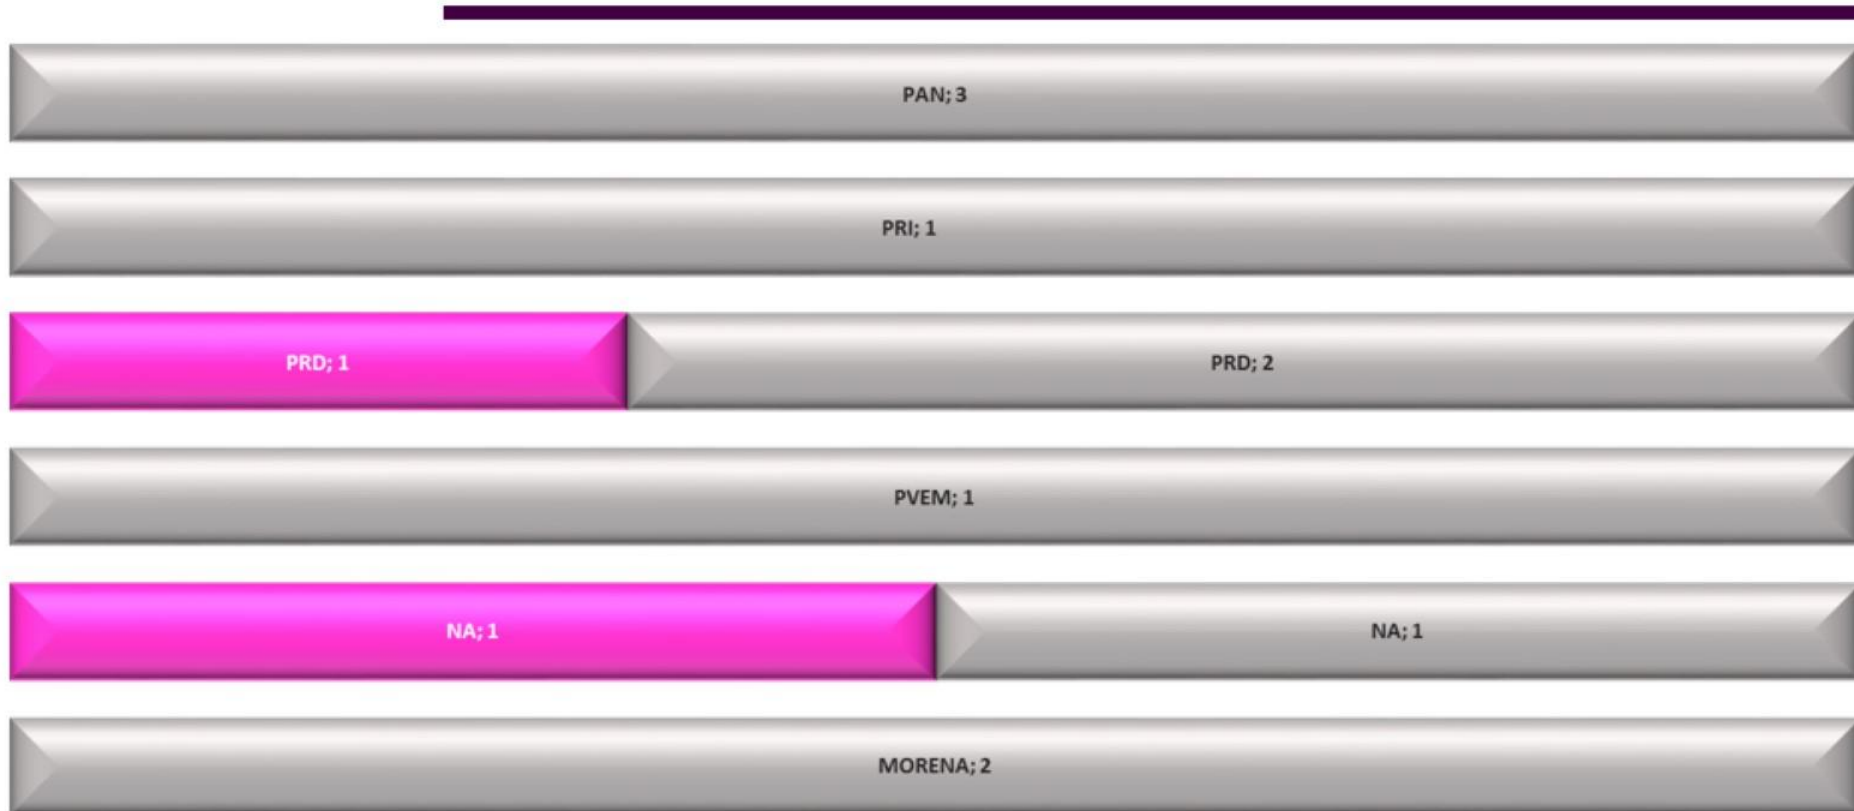 PAN; 3
PRI; 1
PRD; 1
PRD; 2
PVEM; 1
NA; 1
NA; 1
MORENA; 2